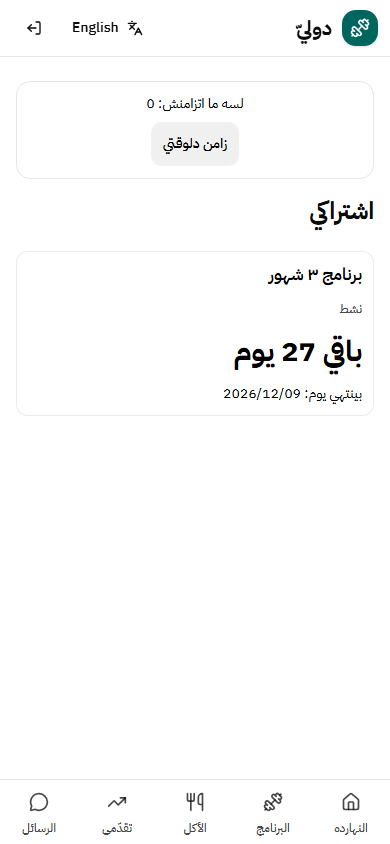 دوليّ
English
لسه ما اتزامنش: 0
زامن دلوقتي
اشتراكي
برنامج ٣ شهور
نشط
باقي 27 يوم
بينتهي يوم: 2026/12/09
النهارده
البرنامج
الأكل
تقدّمى
الرسائل